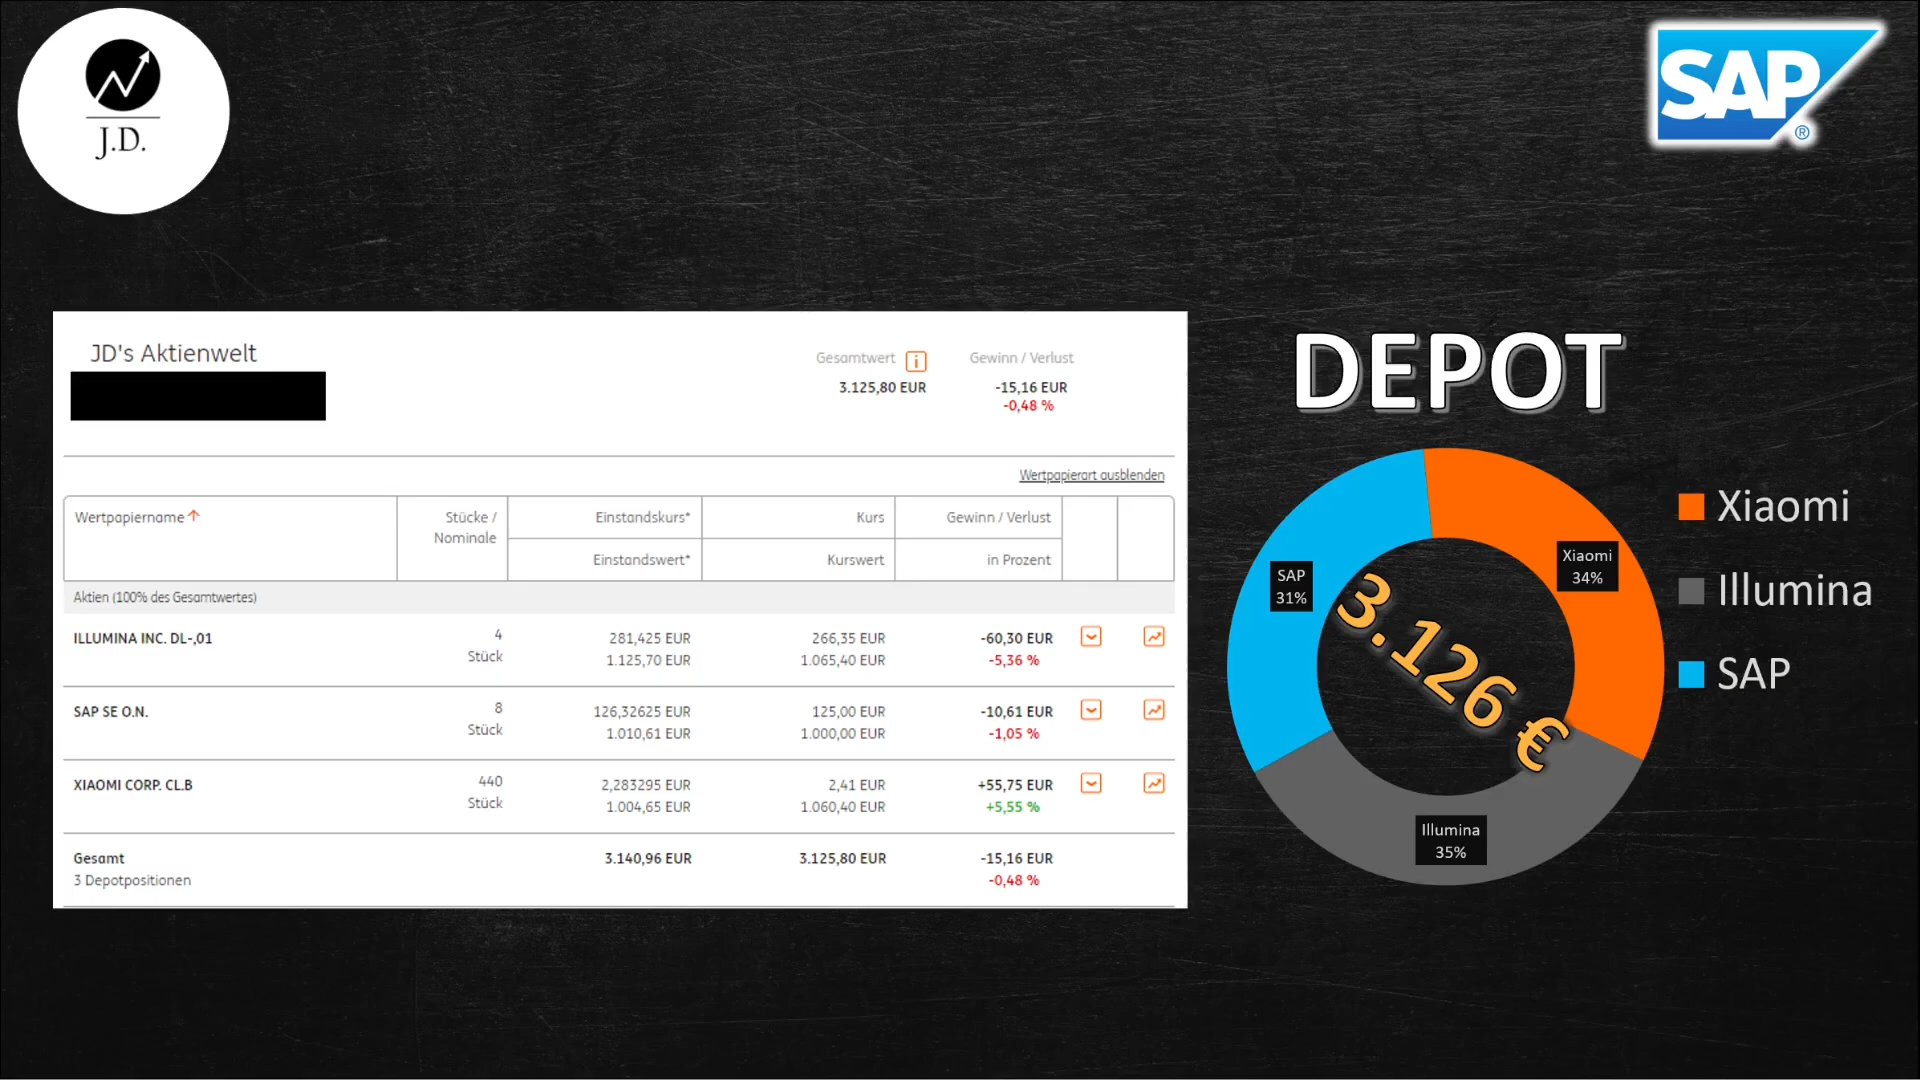 J.D.
SAP
®
JD's Aktienwelt
Gesamtwert i Gewinn / Verlust
3.125,80 EUR -15,16 EUR
-0,48 %
Wertpapierart ausblenden
Wertpapiername Stücke / Nominale Einstandskurs* Kurs Gewinn / Verlust
Einstandswert* Kurswert in Prozent
Aktien (100% des Gesamtwertes)
ILLUMINA INC. DL-,01 4 281,425 EUR 266,35 EUR -60,30 EUR
Stück 1.125,70 EUR 1.065,40 EUR -5,36 %
SAP SE O.N. 8 126,32625 EUR 125,00 EUR -10,61 EUR
Stück 1.010,61 EUR 1.000,00 EUR -1,05 %
XIAOMI CORP. CL.B 440 2,283295 EUR 2,41 EUR +55,75 EUR
Stück 1.004,65 EUR 1.060,40 EUR +5,55 %
Gesamt 3.140,96 EUR 3.125,80 EUR -15,16 EUR
3 Depotpositionen -0,48 %
DEPOT
Xiaomi
34%
SAP
31%
3.126 €
Illumina
35%
Xiaomi
Illumina
SAP